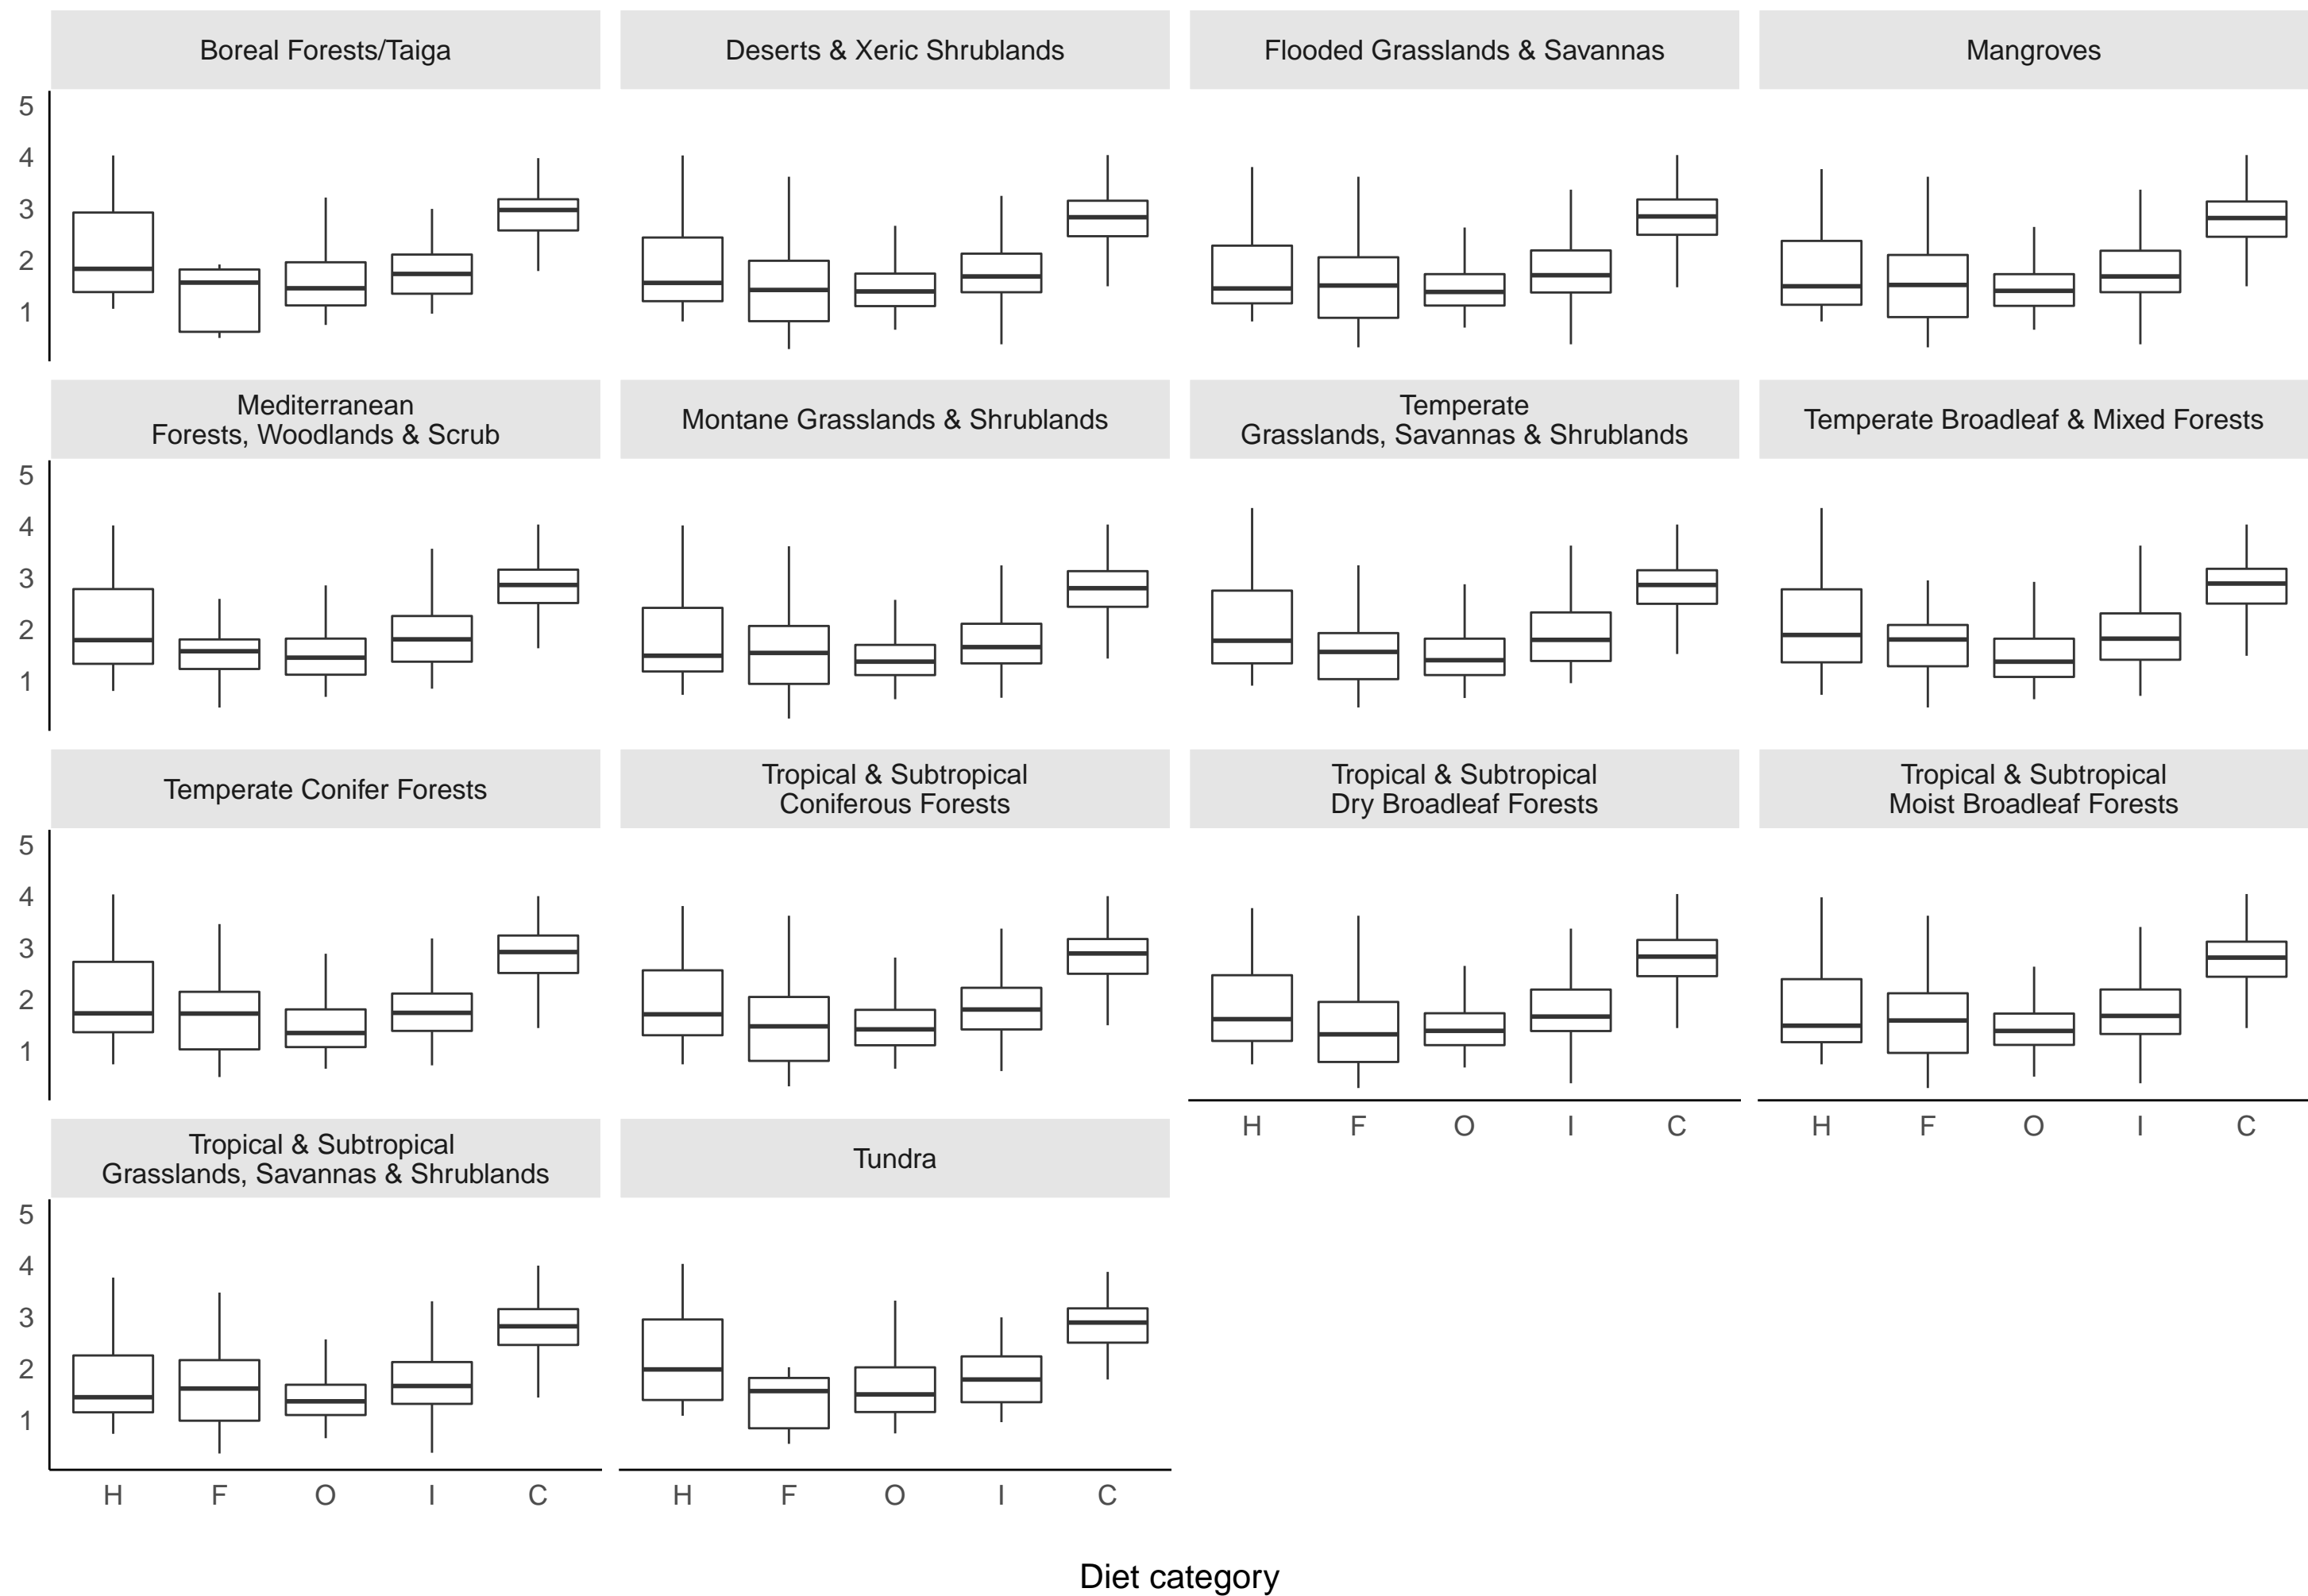 Boreal Forests/Taiga
Deserts & Xeric Shrublands
Flooded Grasslands & Savannas
Mangroves
5
4
3
2
1
Mediterranean
Forests, Woodlands & Scrub
Montane Grasslands & Shrublands
Temperate
Grasslands, Savannas & Shrublands
Temperate Broadleaf & Mixed Forests
5
4
3
2
1
Temperate Conifer Forests
Tropical & Subtropical
Coniferous Forests
Tropical & Subtropical
Dry Broadleaf Forests
Tropical & Subtropical
Moist Broadleaf Forests
5
4
3
2
1
H F O I C
H F O I C
Tropical & Subtropical
Grasslands, Savannas & Shrublands
Tundra
5
4
3
2
1
H F O I C
H F O I C
Diet category